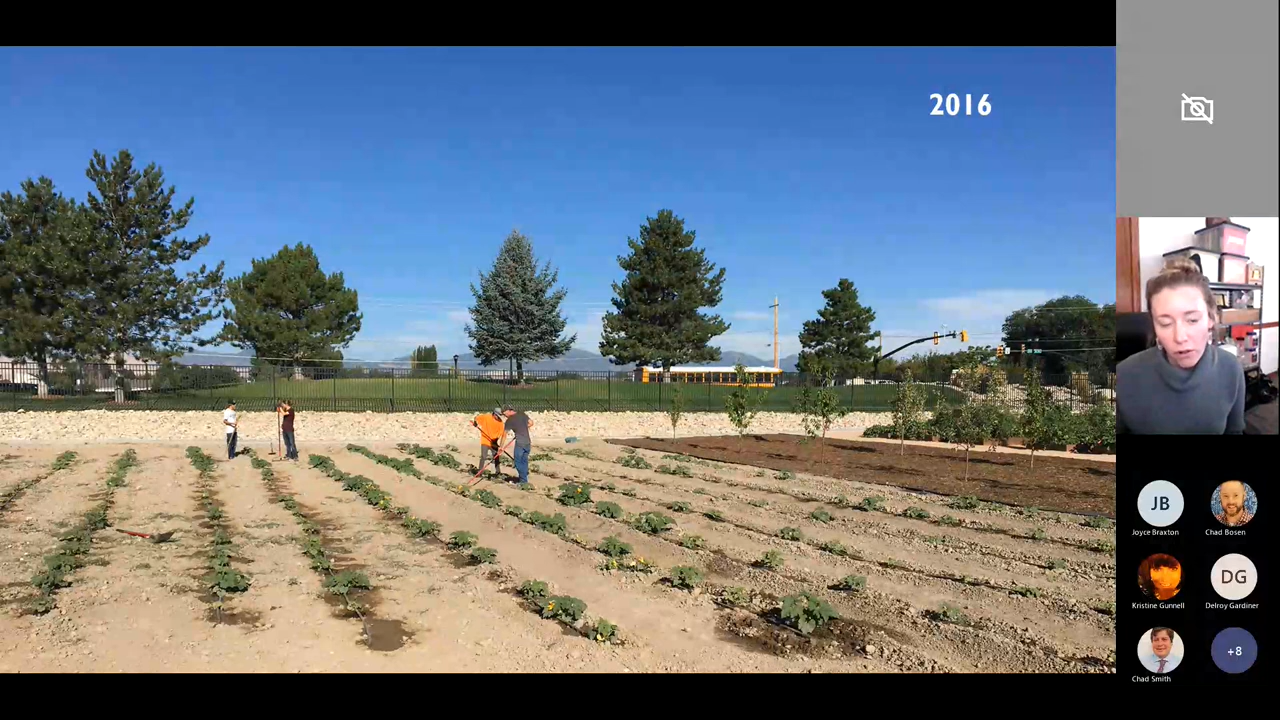 2016
JB
Joyce Braxton
Chad Bosen
Kristine Gunnell
DG
Delroy Gardiner
Chad Smith
+8